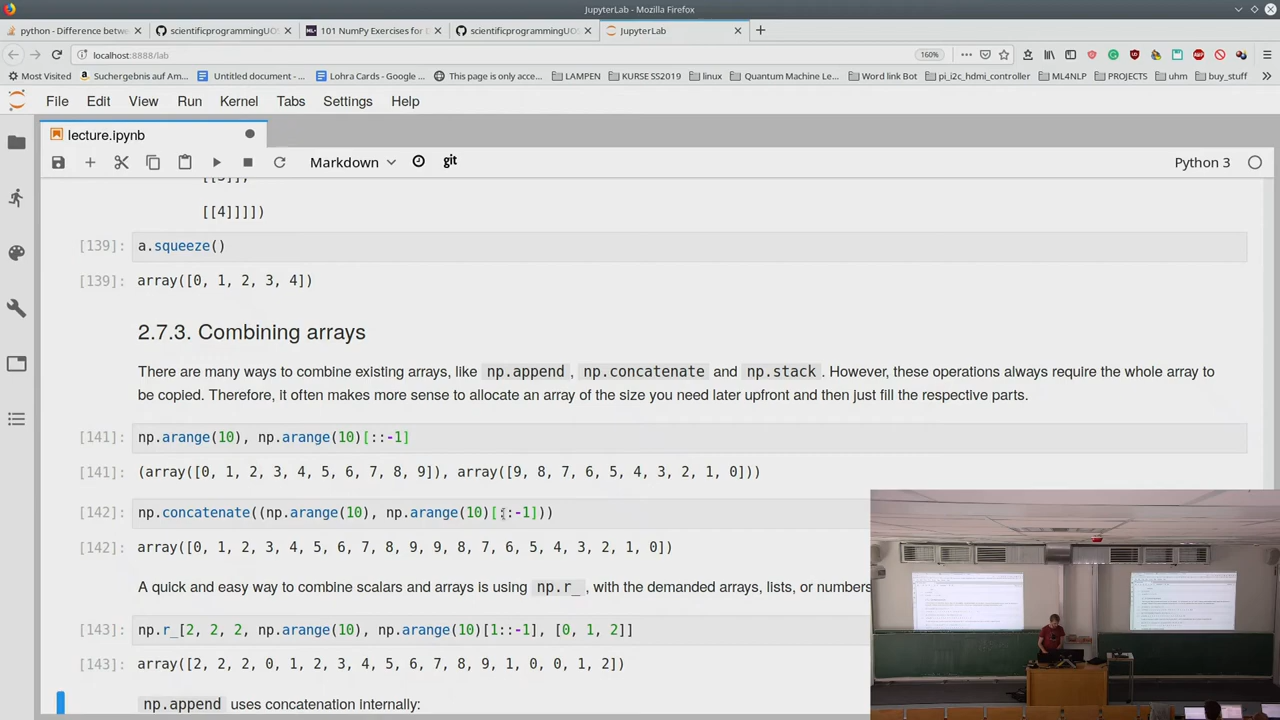 JupyterLab - Mozilla Firefox
python - Difference betwe
scientificprogrammingUO
101 NumPy Exercises for D
scientificprogrammingUO
JupyterLab
localhost:8888/lab
160%
Most Visited
Suchergebnis auf Am...
Untitled document - ...
Lohra Cards - Google ...
This page is only acce...
LAMPEN
KURSE SS2019
linux
Quantum Machine Le...
Word link Bot
pi_i2c_hdmi_controller
ML4NLP
PROJECTS
uhm
buy_stuff
File Edit View Run Kernel Tabs Settings Help
lecture.ipynb
Markdown
git
Python 3
[[4]]]])
[139]: a.squeeze()
[139]: array([0, 1, 2, 3, 4])
2.7.3. Combining arrays
There are many ways to combine existing arrays, like np.append, np.concatenate and np.stack. However, these operations always require the whole array to
be copied. Therefore, it often makes more sense to allocate an array of the size you need later upfront and then just fill the respective parts.
[141]: np.arange(10), np.arange(10)[::-1]
[141]: (array([0, 1, 2, 3, 4, 5, 6, 7, 8, 9]), array([9, 8, 7, 6, 5, 4, 3, 2, 1, 0]))
[142]: np.concatenate((np.arange(10), np.arange(10)[::-1]))
[142]: array([0, 1, 2, 3, 4, 5, 6, 7, 8, 9, 9, 8, 7, 6, 5, 4, 3, 2, 1, 0])
A quick and easy way to combine scalars and arrays is using np.r_, with the demanded arrays, lists, or numbers
[143]: np.r_[2, 2, 2, np.arange(10), np.arange(10)[1::-1], [0, 1, 2]]
[143]: array([2, 2, 2, 0, 1, 2, 3, 4, 5, 6, 7, 8, 9, 1, 0, 0, 1, 2])
np.append uses concatenation internally: